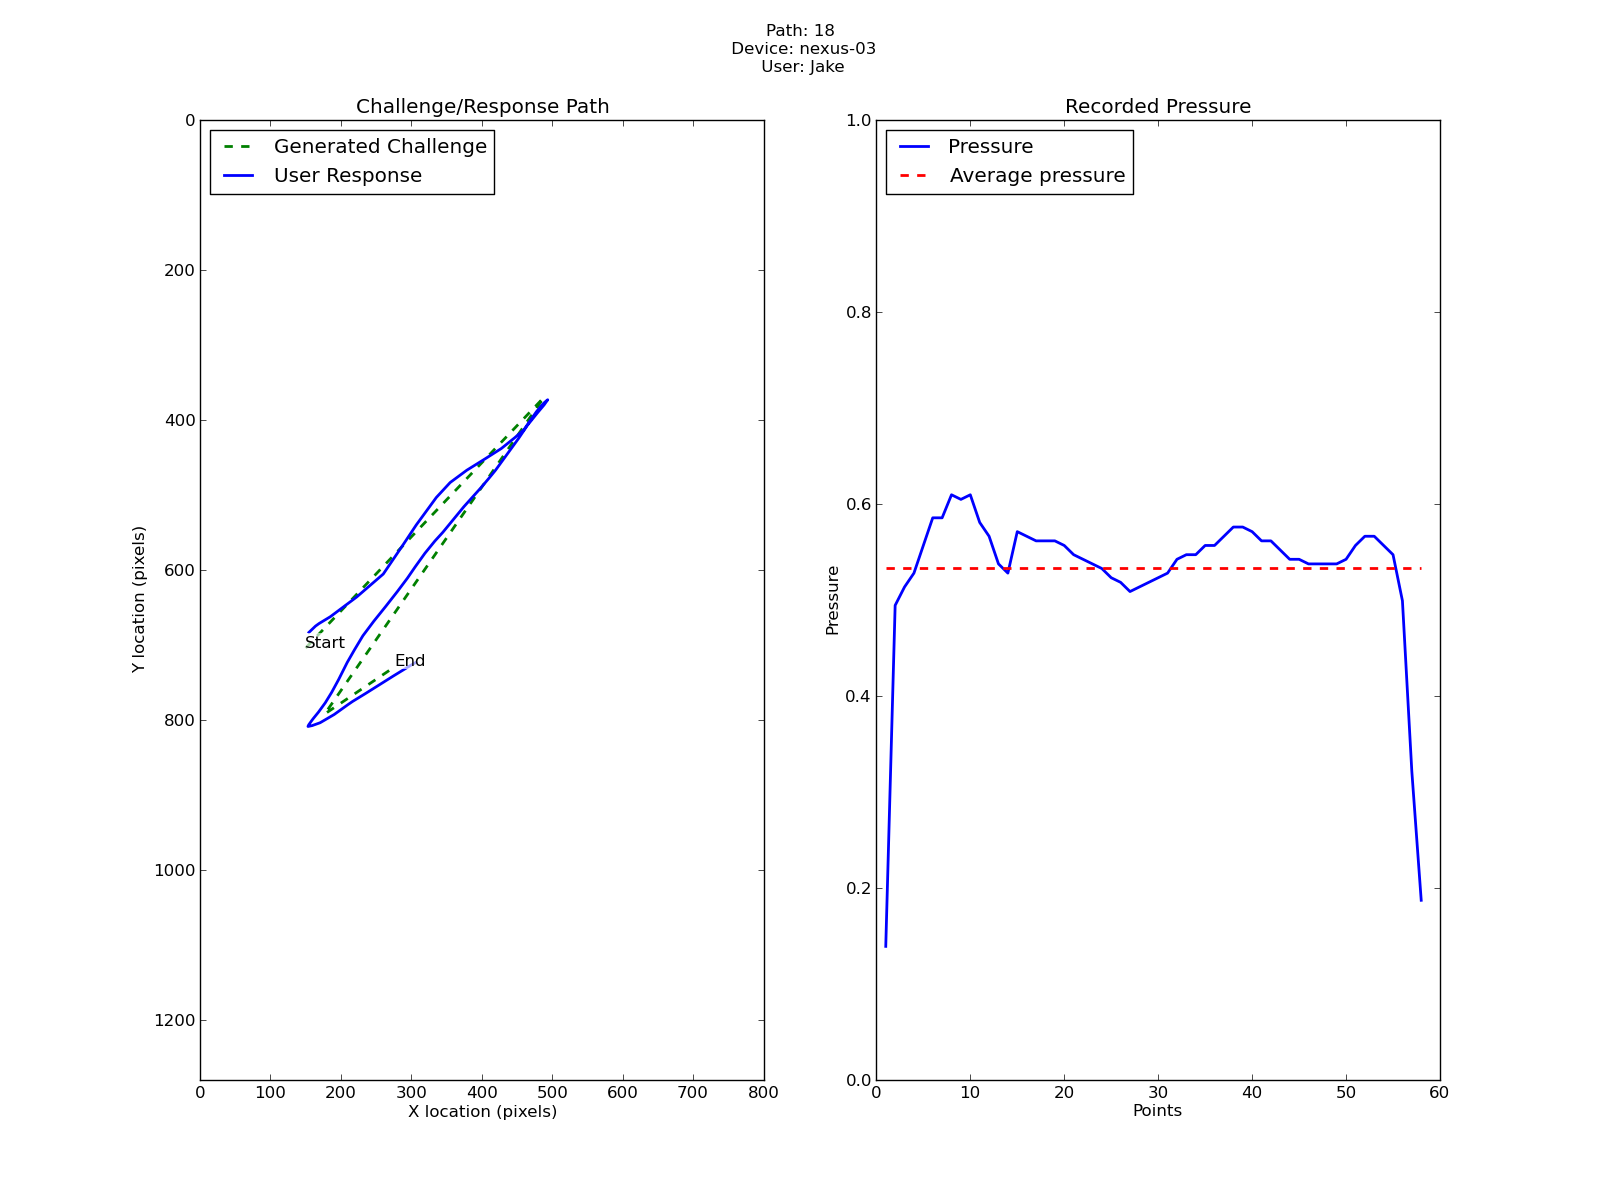 Path: 18
Device: nexus-03
User: Jake
Challenge/Response Path
Generated Challenge
User Response
0
200
400
600
800
1000
1200
Y location (pixels)
Start
End
0 100 200 300 400 500 600 700 800
X location (pixels)
Recorded Pressure
Pressure
Average pressure
1.0
0.8
0.6
0.4
0.2
0.0
Pressure
0 10 20 30 40 50 60
Points